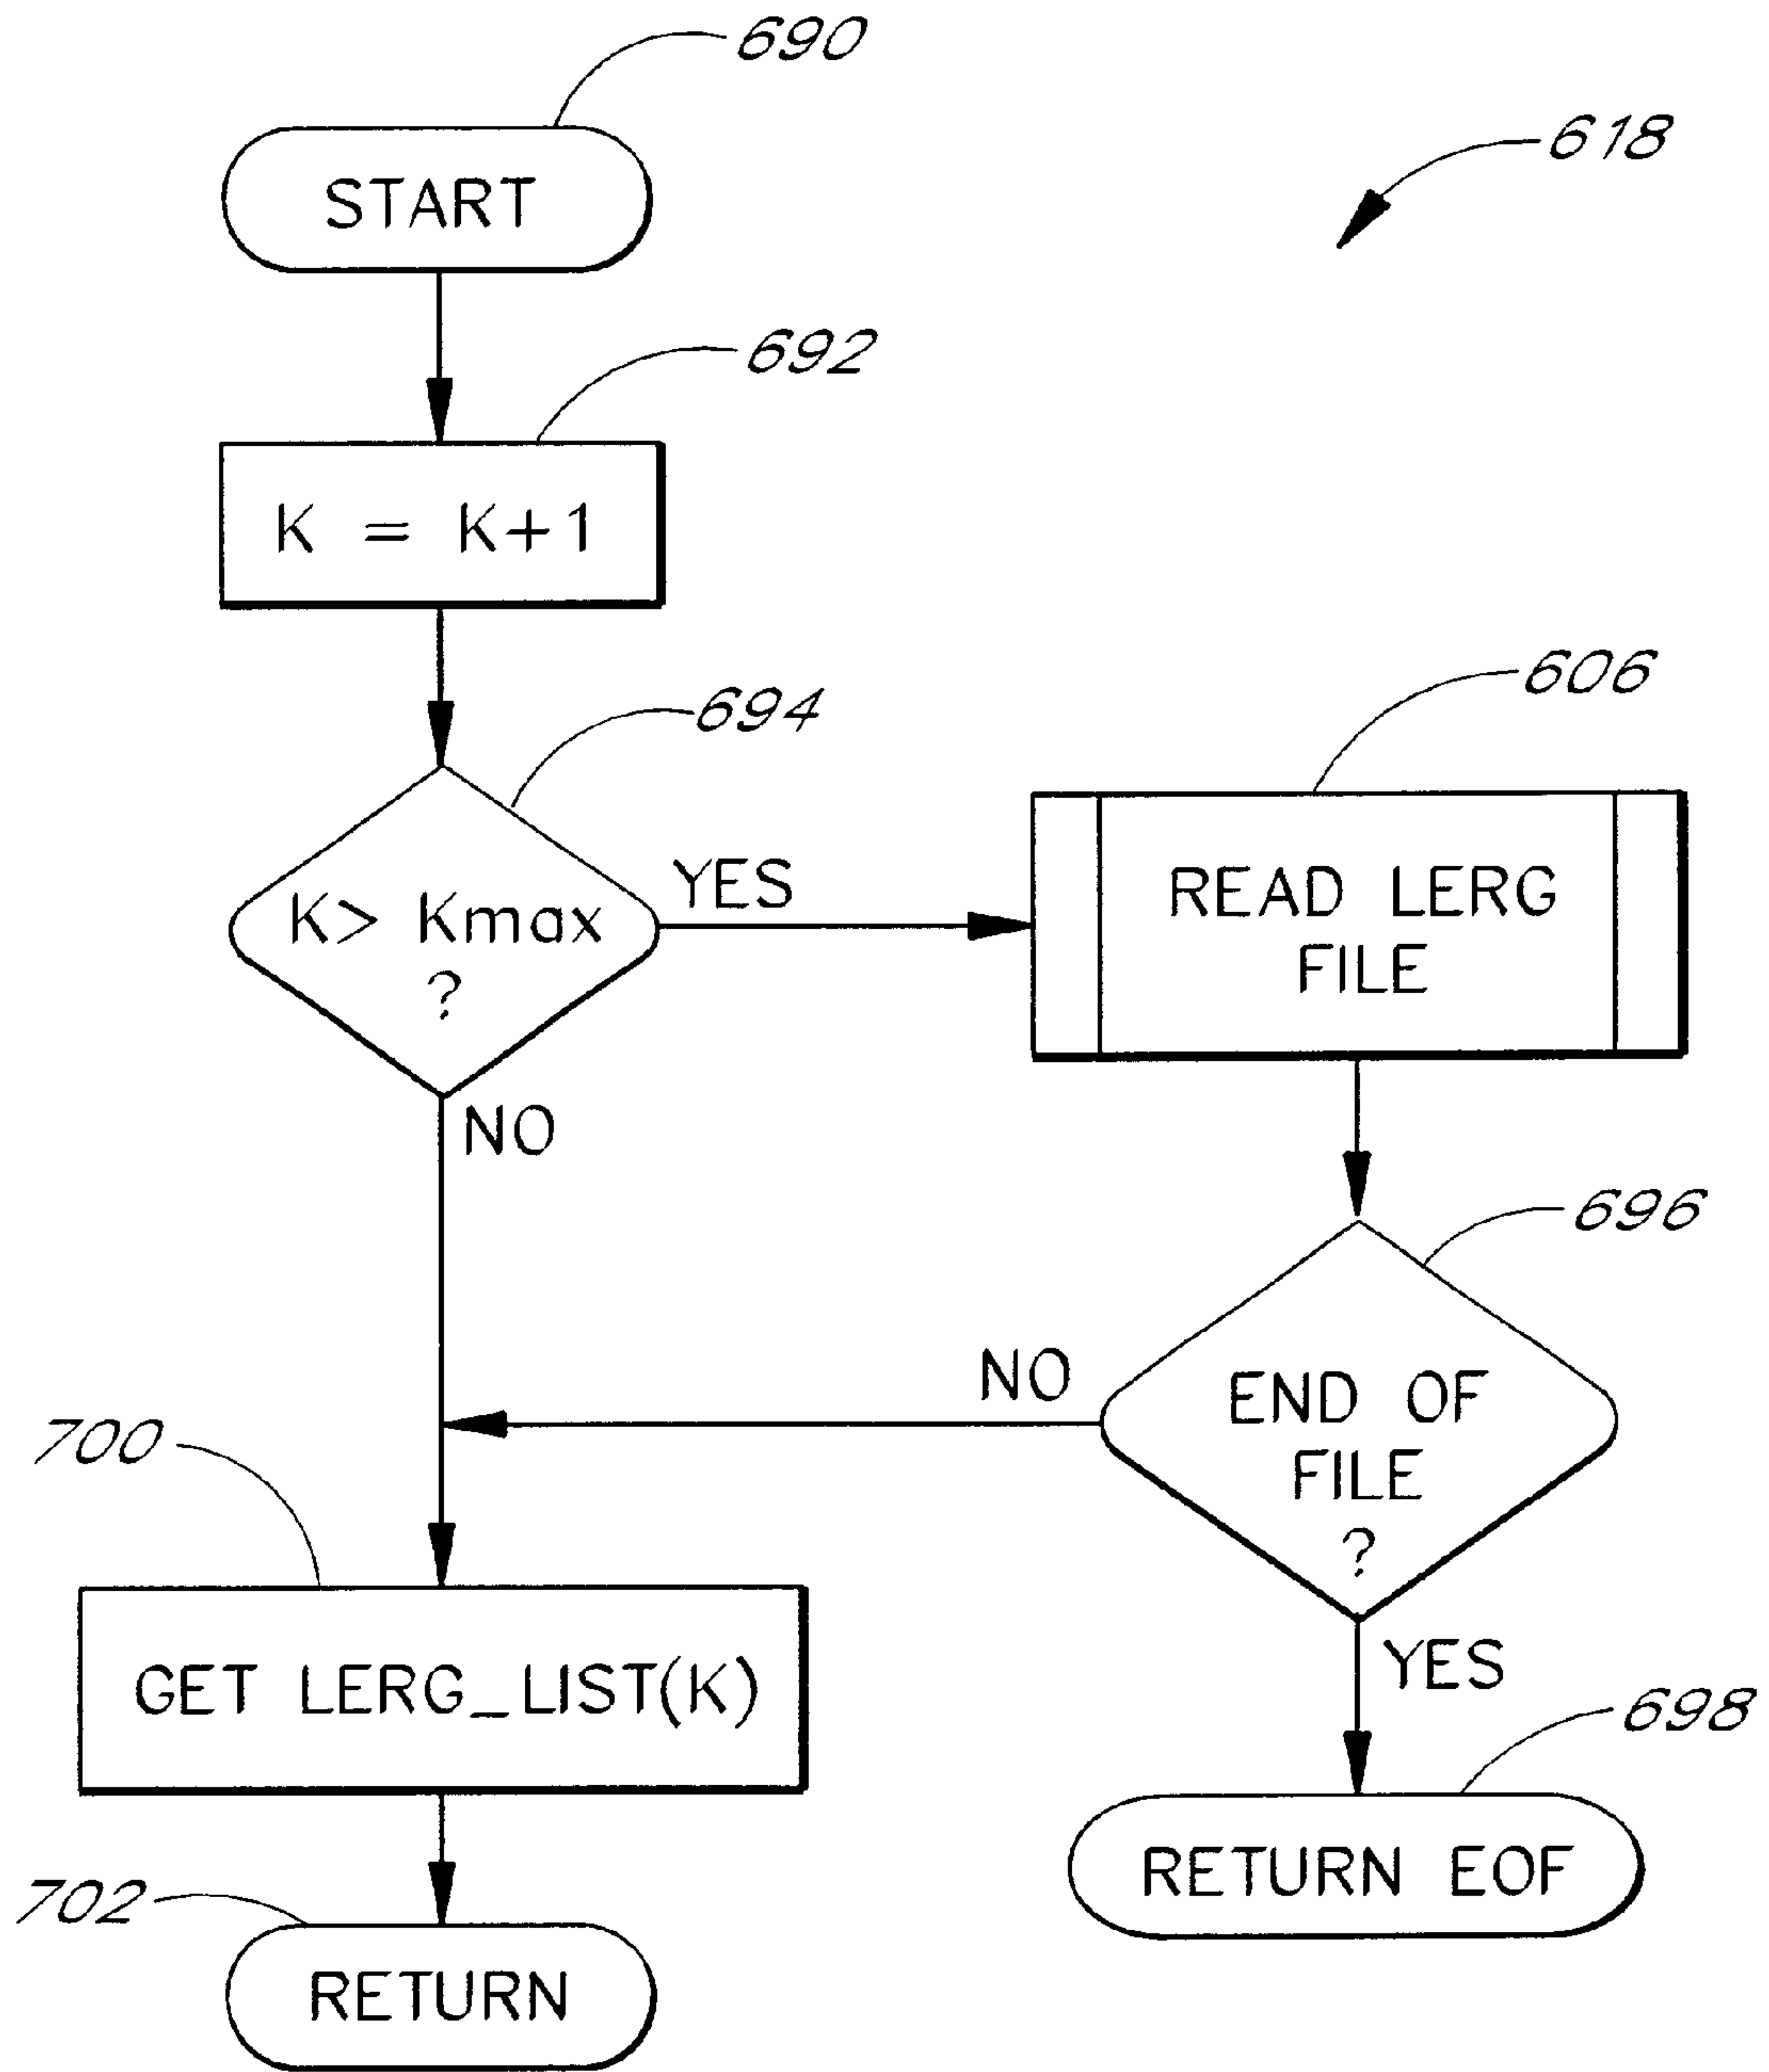 690
618
START
692
K = K+1
694
606
K> Kmax
?
YES
READ LERG
FILE
NO
696
NO
END OF
FILE
?
700
GET LERG_LIST(K)
YES
698
RETURN EOF
702
RETURN